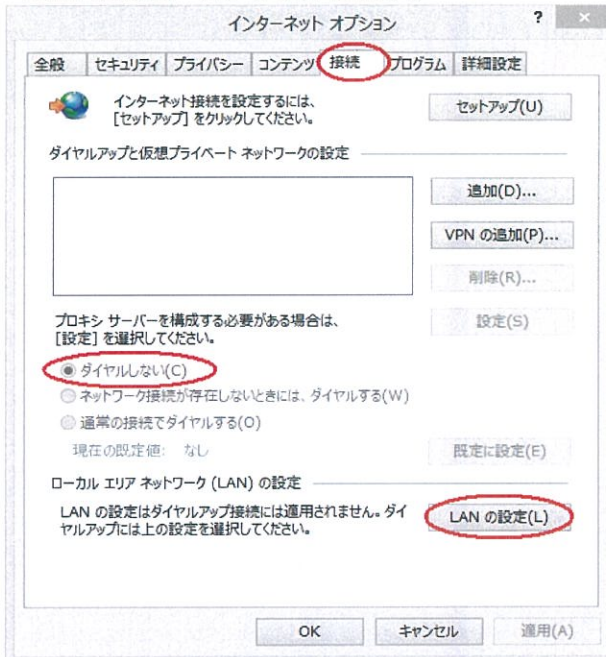 インターネット オプション
?
×
全般
セキュリティ
プライバシー
コンテンツ
接続
プログラム
詳細設定
インターネット接続を設定するには、
[セットアップ] をクリックしてください。
セットアップ(U)
ダイヤルアップと仮想プライベート ネットワークの設定
追加(D)...
VPN の追加(P)...
削除(R)...
設定(S)
プロキシ サーバーを構成する必要がある場合は、
[設定] を選択してください。
ダイヤルしない(C)
ネットワーク接続が存在しないときには、ダイヤルする(W)
通常の接続でダイヤルする(O)
現在の既定値: なし
既定に設定(E)
ローカル エリア ネットワーク (LAN) の設定
LAN の設定はダイヤルアップ接続には適用されません。ダイ
ヤルアップには上の設定を選択してください。
LAN の設定(L)
OK
キャンセル
適用(A)